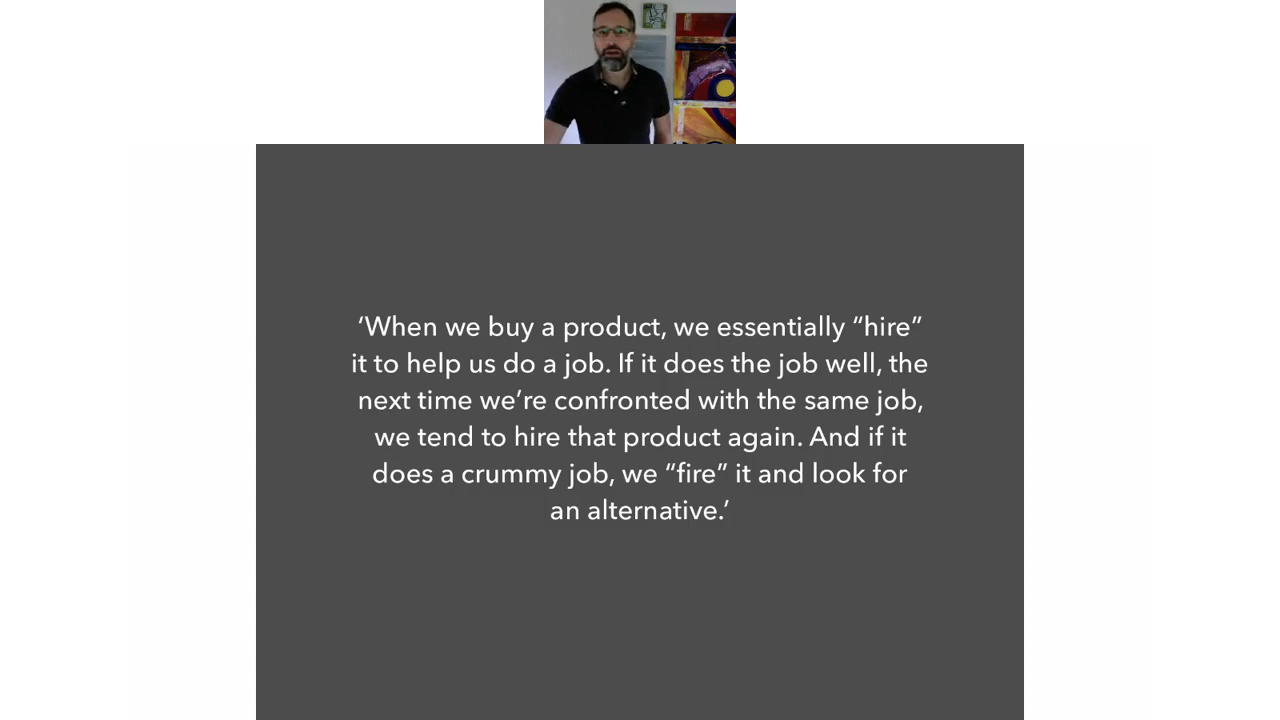 ‘When we buy a product, we essentially “hire”
it to help us do a job. If it does the job well, the
next time we’re confronted with the same job,
we tend to hire that product again. And if it
does a crummy job, we “fire” it and look for
an alternative.’